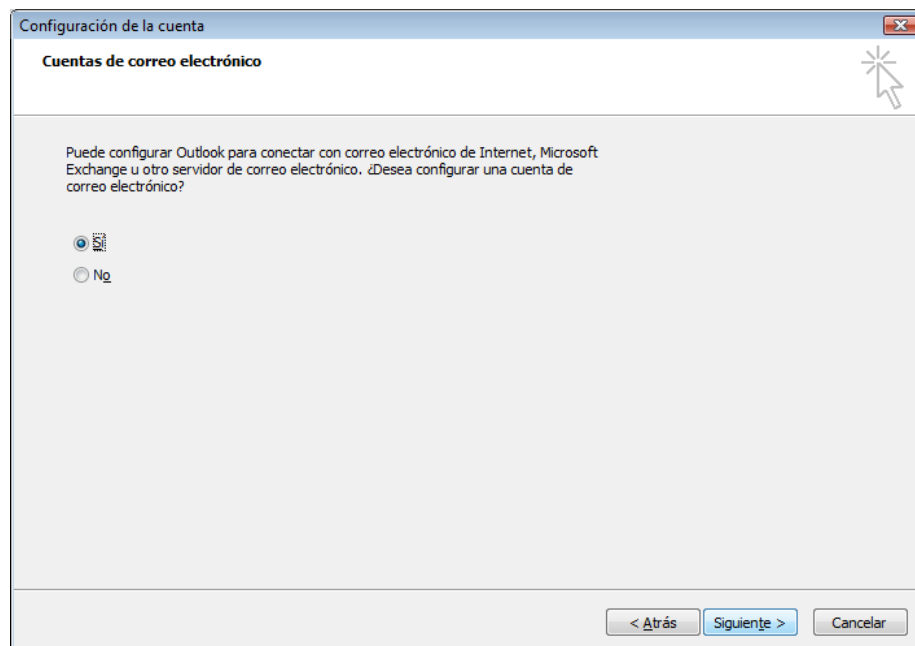 Configuración de la cuenta
Cuentas de correo electrónico
Puede configurar Outlook para conectar con correo electrónico de Internet, Microsoft
Exchange u otro servidor de correo electrónico. ¿Desea configurar una cuenta de
correo electrónico?
Sí
No
< Atrás
Siguiente >
Cancelar